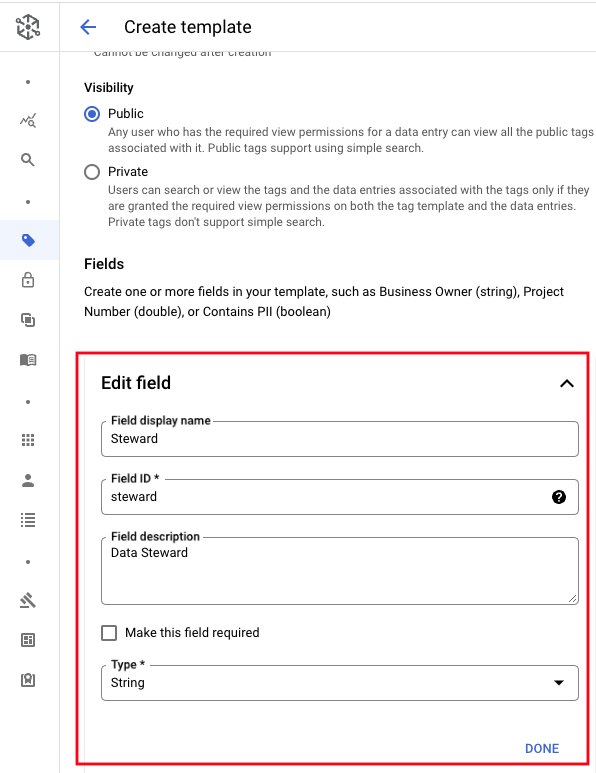 Create template
Cannot be changed after creation
Visibility
Public
Any user who has the required view permissions for a data entry can view all the public tags
associated with it. Public tags support using simple search.
Private
Users can search or view the tags and the data entries associated with the tags only if they
are granted the required view permissions on both the tag template and the data entries.
Private tags don't support simple search.
Fields
Create one or more fields in your template, such as Business Owner (string), Project
Number (double), or Contains PII (boolean)
Edit field
Field display name
Steward
Field ID *
steward
Field description
Data Steward
Make this field required
Type *
String
DONE